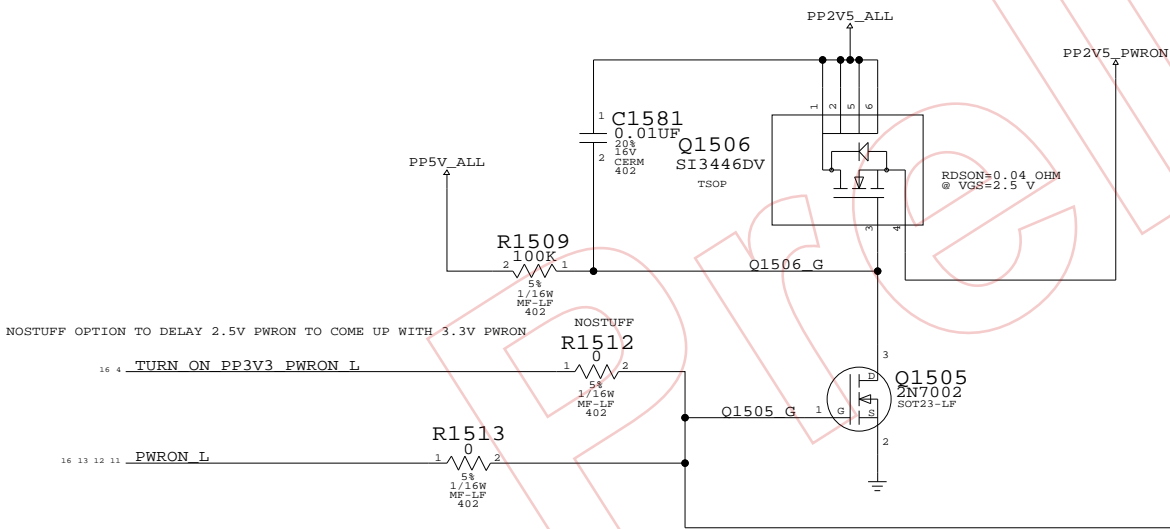 PP2V5_ALL
PP2V5_PWRON
1 2 5 6
1 C1581
0.01UF
20%
16V
CERM
402
2
Q1506
SI3446DV
TSOP
RDSON=0.04 OHM
@ VGS=2.5 V
3 4
PP5V_ALL
R1509
100K
2 1
5%
1/16W
MF-LF
402
Q1506_G
NOSTUFF OPTION TO DELAY 2.5V PWRON TO COME UP WITH 3.3V PWRON
NOSTUFF
R1512
0
16 4 TURN_ON_PP3V3_PWRON_L 1 2
5%
1/16W
MF-LF
402
3
D
Q1505
2N7002
SOT23-LF
Q1505_G 1 G S
2
R1513
0
16 13 12 11 PWRON_L 1 2
5%
1/16W
MF-LF
402
Prel